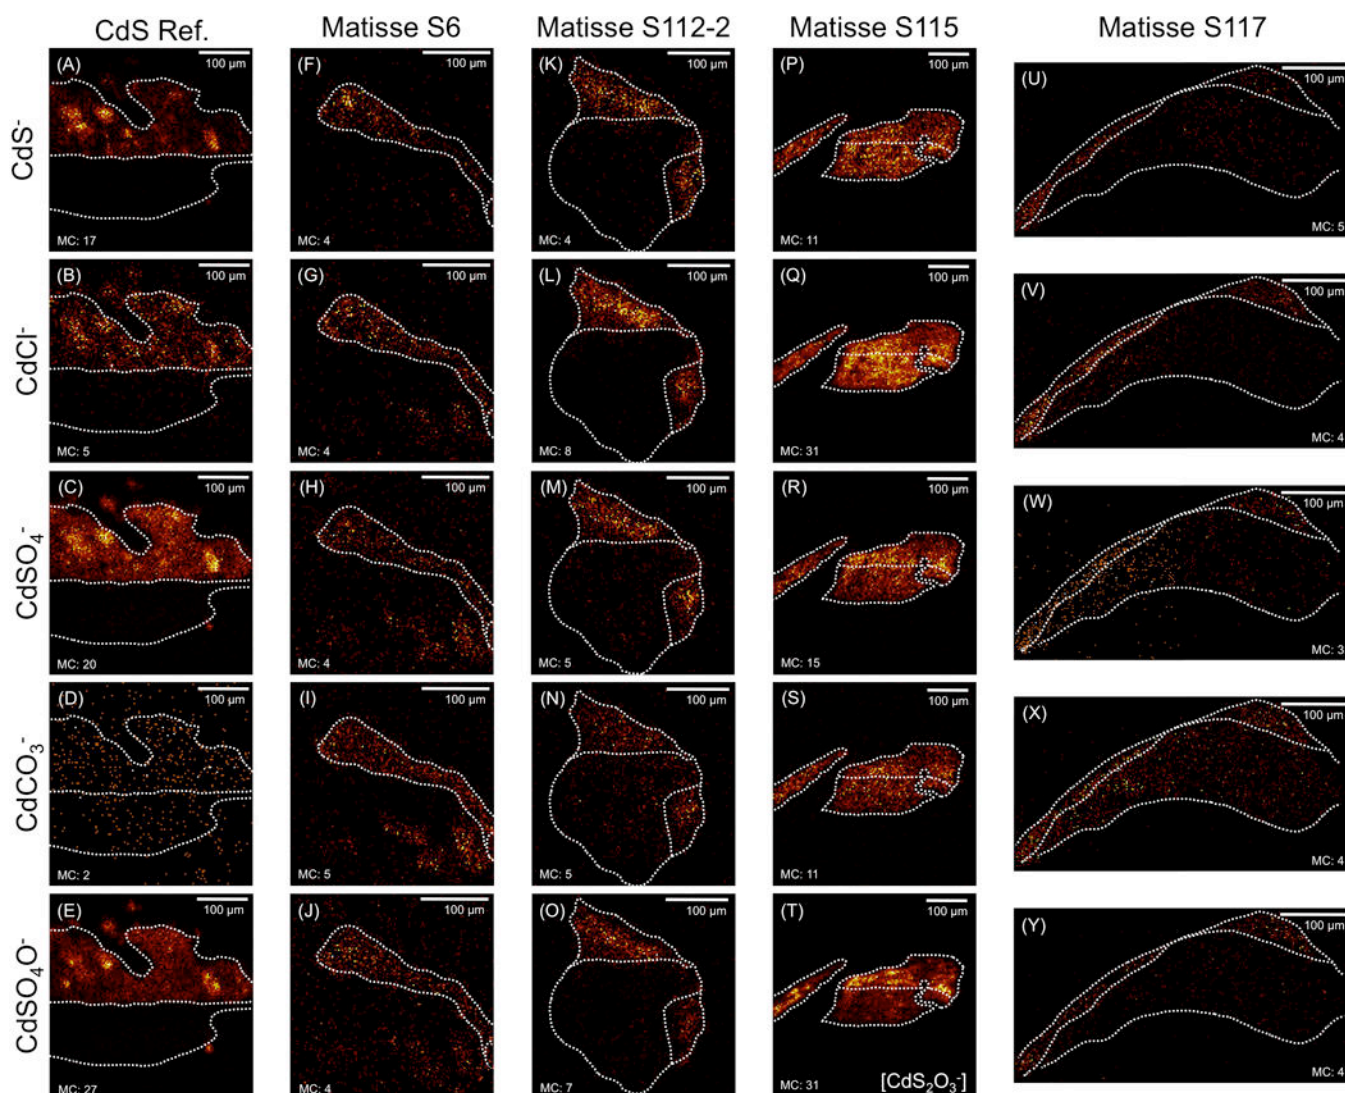 CdS Ref. Matisse S6 Matisse S112-2 Matisse S115 Matisse S117
CdS⁻
(A) 100 µm MC: 17
(F) 100 µm MC: 4
(K) 100 µm MC: 4
(P) 100 µm MC: 11
(U) 100 µm MC: 5
CdCl⁻
(B) 100 µm MC: 5
(G) 100 µm MC: 4
(L) 100 µm MC: 8
(Q) 100 µm MC: 31
(V) 100 µm MC: 4
CdSO₄⁻
(C) 100 µm MC: 20
(H) 100 µm MC: 4
(M) 100 µm MC: 5
(R) 100 µm MC: 15
(W) 100 µm MC: 3
CdCO₃⁻
(D) 100 µm MC: 2
(I) 100 µm MC: 5
(N) 100 µm MC: 5
(S) 100 µm MC: 11
(X) 100 µm MC: 4
CdSO₄O⁻
(E) 100 µm MC: 27
(J) 100 µm MC: 4
(O) 100 µm MC: 7
(T) 100 µm MC: 31 [CdS₂O₃⁻]
(Y) 100 µm MC: 4